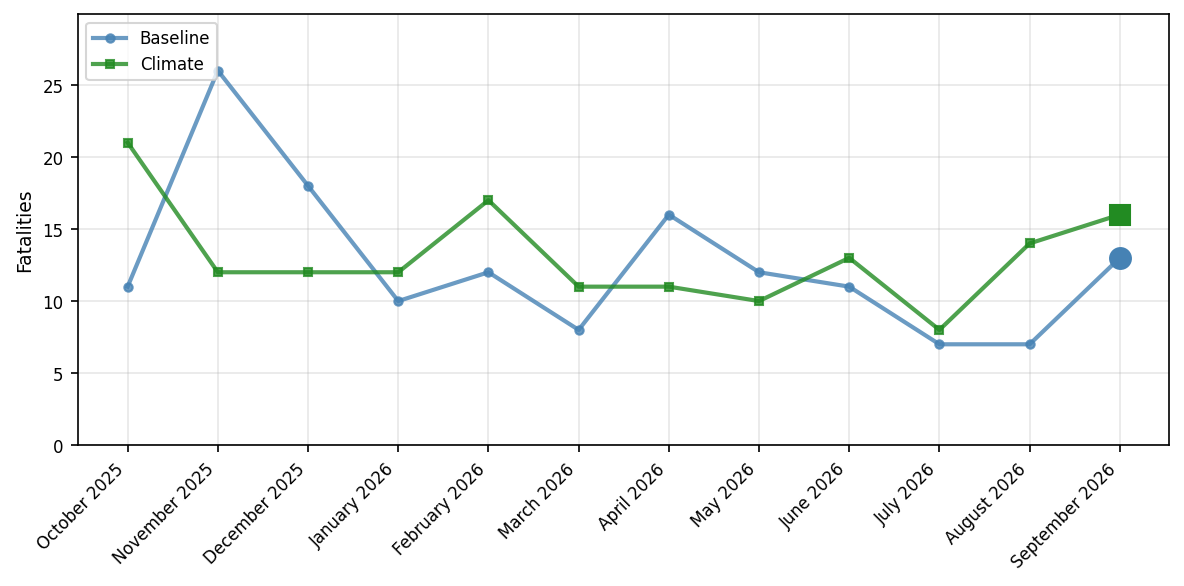 Baseline
Climate
Fatalities
25
20
15
10
5
0
October 2025
November 2025
December 2025
January 2026
February 2026
March 2026
April 2026
May 2026
June 2026
July 2026
August 2026
September 2026